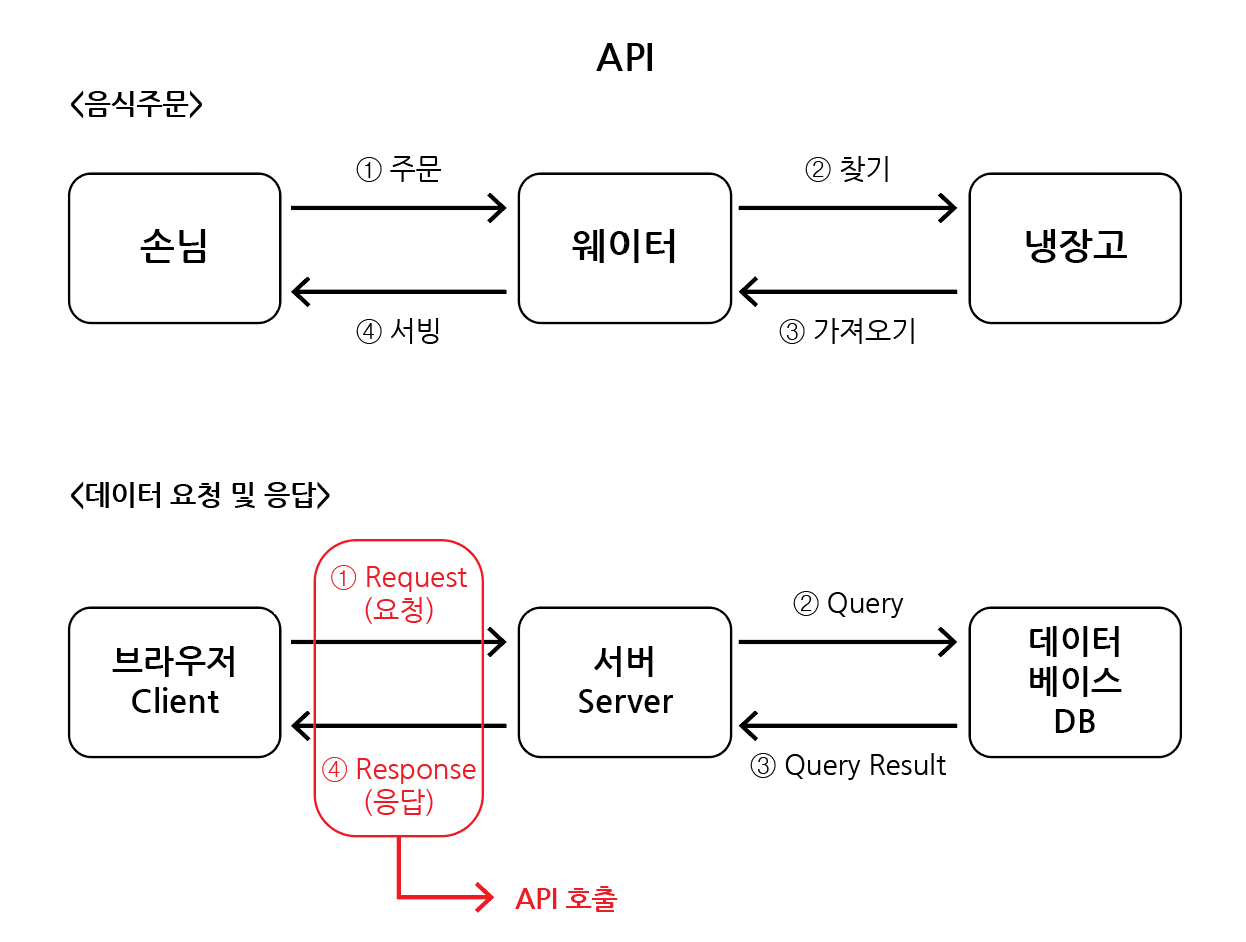 API
<음식주문>
① 주문
② 찾기
손님
웨이터
냉장고
④ 서빙
③ 가져오기
<데이터 요청 및 응답>
① Request
(요청)
② Query
브라우저
Client
서버
Server
데이터
베이스
DB
④ Response
(응답)
③ Query Result
API 호출